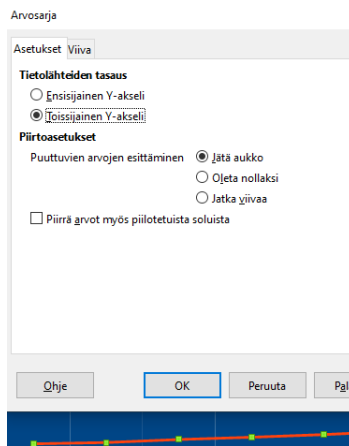 Arvosarja
Asetukset Viiva
Tietolähteiden tasaus
Ensisijainen Y-akseli
Toissijainen Y-akseli
Piirtoasetukset
Puuttuvien arvojen esittäminen Jätä aukko
Oleta nollaksi
Jatka viivaa
Piirrä arvot myös piilotetuista soluista
Ohje OK Peruuta Pal